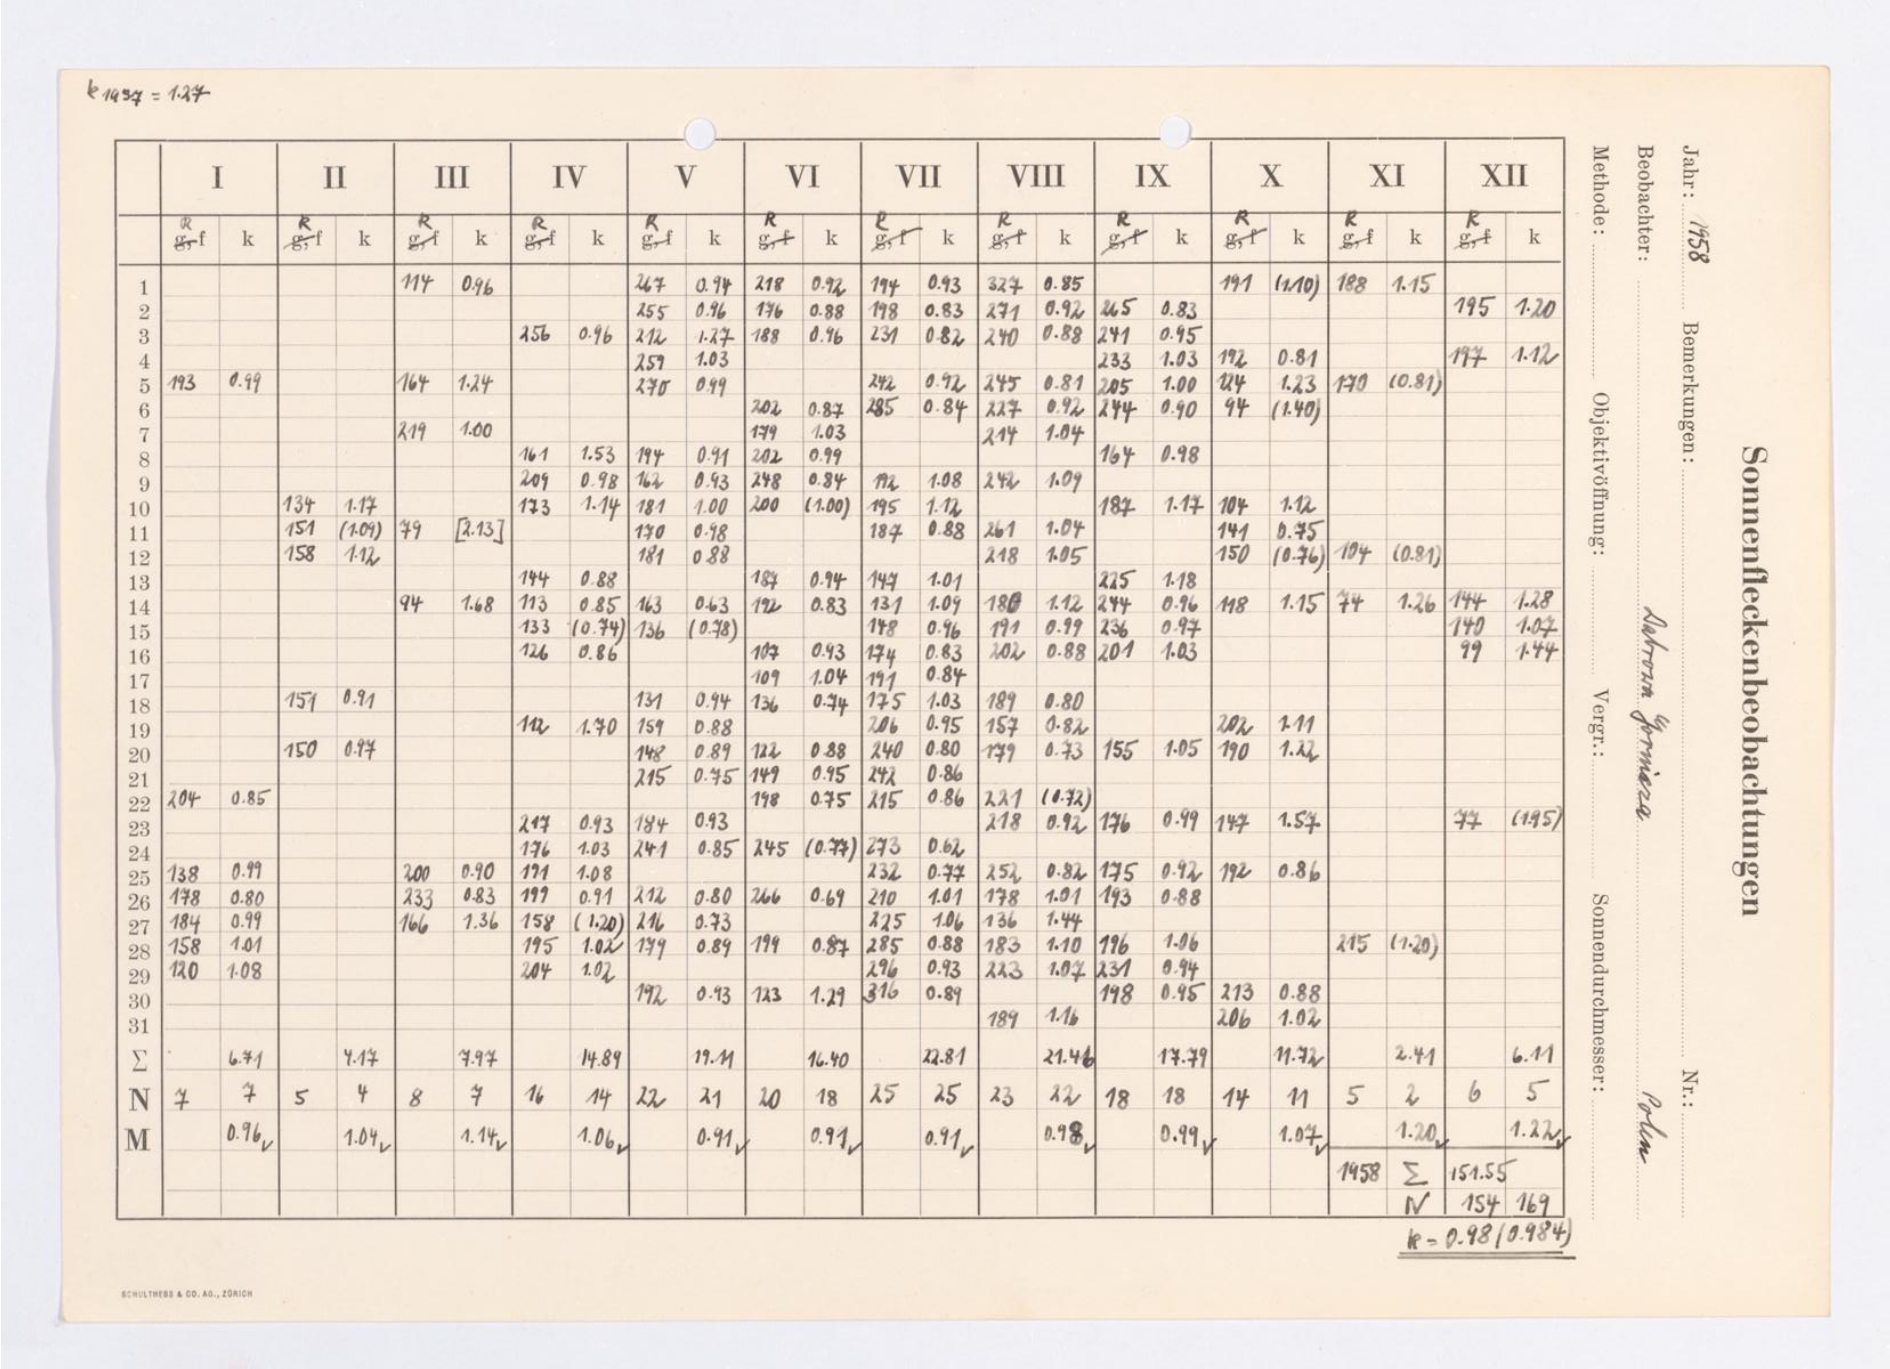 k 1957 = 1.27
I II III IV V VI VII VIII IX X XI XII
R R R R R R R R R R R R
g, f k g, f k g, f k g, f k g, f k g, f k g, f k g, f k g, f k g, f k g, f k g, f k
1 114 0.96 267 0.94 218 0.92 194 0.93 327 0.85 191 (1.10) 188 1.15
2 255 0.96 176 0.88 198 0.83 271 0.92 265 0.83 195 1.20
3 256 0.96 212 1.27 188 0.96 231 0.82 240 0.88 241 0.95
4 259 1.03 233 1.03 192 0.81 197 1.12
5 193 0.99 164 1.24 270 0.99 242 0.92 245 0.81 205 1.00 124 1.23 170 (0.81)
6 202 0.87 285 0.84 227 0.92 244 0.90 94 (1.40)
7 219 1.00 179 1.03 214 1.04
8 161 1.53 194 0.91 202 0.99 164 0.98
9 209 0.98 162 0.93 248 0.84 192 1.08 242 1.09
10 134 1.17 173 1.14 181 1.00 200 (1.00) 195 1.12 187 1.17 104 1.12
11 151 (1.09) 79 [2.13] 170 0.98 187 0.88 261 1.04 141 0.75
12 158 1.12 181 0.88 218 1.05 150 (0.76) 104 (0.81)
13 144 0.88 187 0.94 147 1.01 225 1.18
14 94 1.68 113 0.85 163 0.63 192 0.83 131 1.09 180 1.12 244 0.96 118 1.15 74 1.26 144 1.28
15 133 (0.74) 136 (0.78) 148 0.96 191 0.99 236 0.97 140 1.07
16 126 0.86 107 0.93 174 0.83 202 0.88 201 1.03 99 1.44
17 109 1.04 191 0.84
18 151 0.91 131 0.94 136 0.74 175 1.03 189 0.80
19 112 1.70 159 0.88 206 0.95 157 0.82 202 1.11
20 150 0.97 148 0.89 122 0.88 240 0.80 179 0.73 155 1.05 190 1.22
21 215 0.75 149 0.95 242 0.86
22 204 0.85 198 0.75 215 0.86 221 (0.72)
23 217 0.93 184 0.93 218 0.92 176 0.99 147 1.57 77 (1.95)
24 176 1.03 241 0.85 245 (0.77) 273 0.62
25 138 0.99 200 0.90 191 1.08 232 0.77 252 0.82 175 0.92 192 0.86
26 178 0.80 233 0.83 199 0.91 212 0.80 266 0.69 210 1.01 178 1.01 193 0.88
27 184 0.99 166 1.36 158 (1.20) 216 0.73 225 1.06 136 1.44
28 158 1.01 195 1.02 179 0.89 199 0.87 285 0.88 183 1.10 196 1.06 215 (1.20)
29 120 1.08 204 1.02 296 0.93 223 1.07 231 0.94
30 192 0.93 123 1.29 316 0.89 198 0.95 213 0.88
31 189 1.16 206 1.02
Σ 6.71 4.17 7.97 14.89 19.11 16.40 22.81 21.46 17.79 11.72 2.41 6.11
N 7 7 5 4 8 7 16 14 22 21 20 18 25 25 23 22 18 18 14 11 5 2 6 5
M 0.96 1.04 1.14 1.06 0.91 0.91 0.91 0.98 0.99 1.07 1.20 1.22
1958 Σ 151.55
N 154 169
k = 0.98 (0.984)
SCHULTHESS & CO. AG., ZÜRICH
Sonnenfleckenbeobachtungen
Jahr: 1958 Bemerkungen: Nr.:
Beobachter: Dabrowa Gornicza Polen
Methode: Objektivöffnung: Vergr.: Sonnendurchmesser: